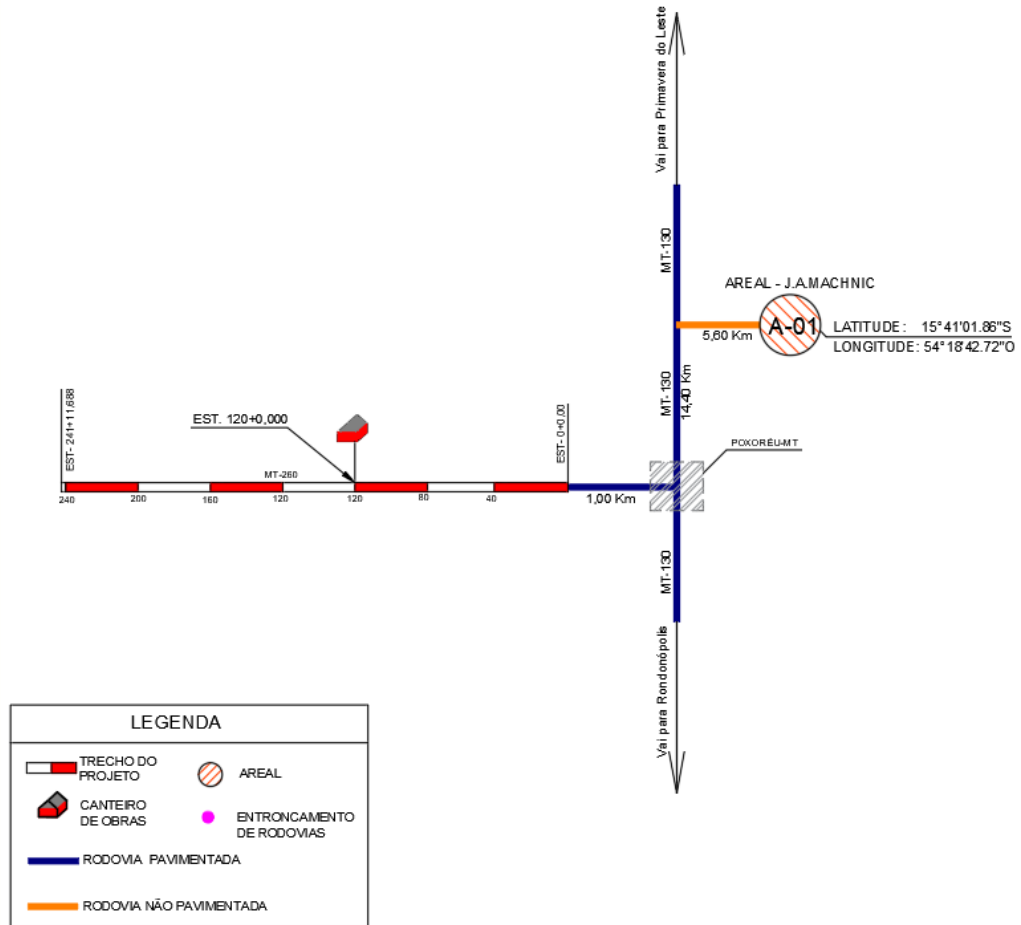 Vai para Primavera do Leste
MT-130
AREAL - J.A.MACHNIC
A-01
LATITUDE: 15°41'01.86"S
LONGITUDE: 54°18'42.72"O
5,60 Km
MT-130
14,40 Km
EST- 241+11,688
EST. 120+0,000
EST- 0+0,00
POXORÉU-MT
MT-260
240
200
160
120
120
80
40
1,00 Km
MT-130
Vai para Rondonópolis
LEGENDA
TRECHO DO
PROJETO
AREAL
CANTEIRO
DE OBRAS
ENTRONCAMENTO
DE RODOVIAS
RODOVIA PAVIMENTADA
RODOVIA NÃO PAVIMENTADA